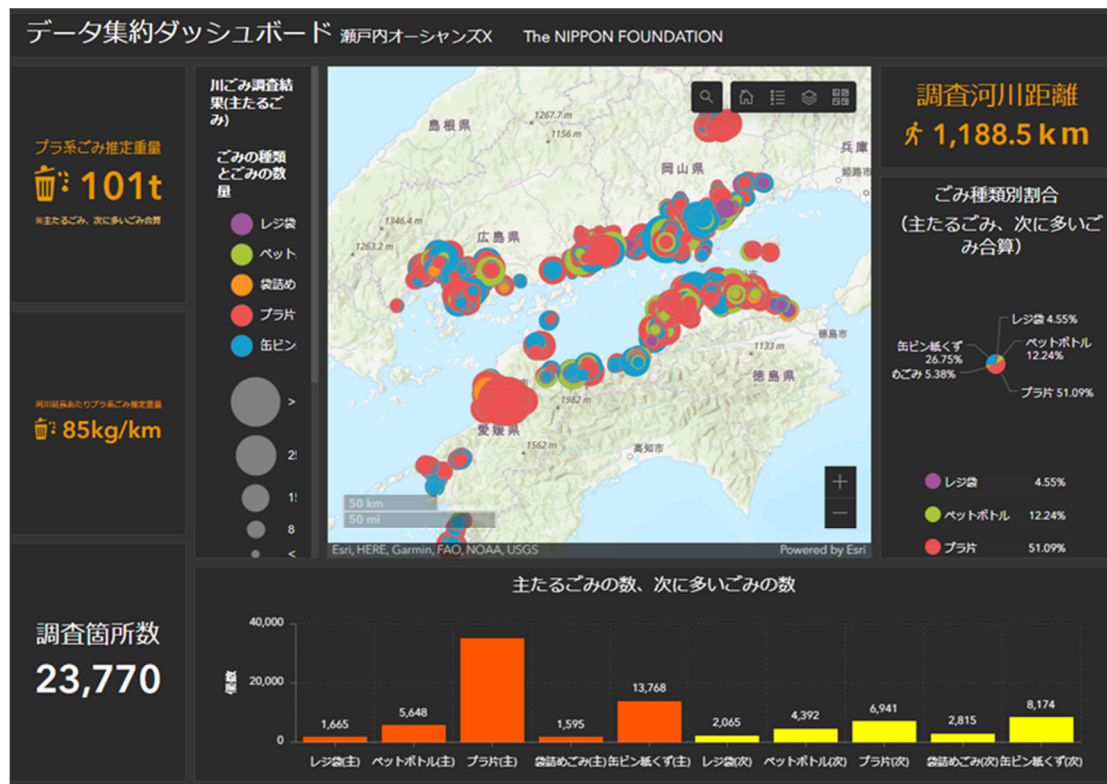 データ集約ダッシュボード 瀬戸内オーシャンズX The NIPPON FOUNDATION
プラ系ごみ推定重量
101t
※主たるごみ、次に多いごみ合算
河川延長あたりプラ系ごみ推定重量
85kg/km
調査箇所数
23,770
川ごみ調査結
果(主たるご
み)
ごみの種類
とごみの数
量
レジ袋
ペット
袋詰め
プラ片
缶ビン
>
8
<
島根県
1267.7 m
1156 m
兵庫
岡山県
姫路市
1346.4 m
広島県
1263.2 m
徳島市
1133 m
徳島県
1982 m
愛媛県
1562 m
高知市
50 km
50 mi
Esri, HERE, Garmin, FAO, NOAA, USGS
Powered by Esri
調査河川距離
1,188.5 km
ごみ種類別割合
(主たるごみ、次に多いご
み合算)
レジ袋 4.55%
缶ビン紙くず
26.75%
ペットボトル
12.24%
めごみ 5.38%
プラ片 51.09%
レジ袋 4.55%
ペットボトル 12.24%
プラ片 51.09%
主たるごみの数、次に多いごみの数
個数
40,000
20,000
0
1,665
5,648
1,595
13,768
2,065
4,392
6,941
2,815
8,174
レジ袋(主) ペットボトル(主) プラ片(主) 袋詰めごみ(主) 缶ビン紙くず(主) レジ袋(次) ペットボトル(次) プラ片(次) 袋詰めごみ(次) 缶ビン紙くず(次)